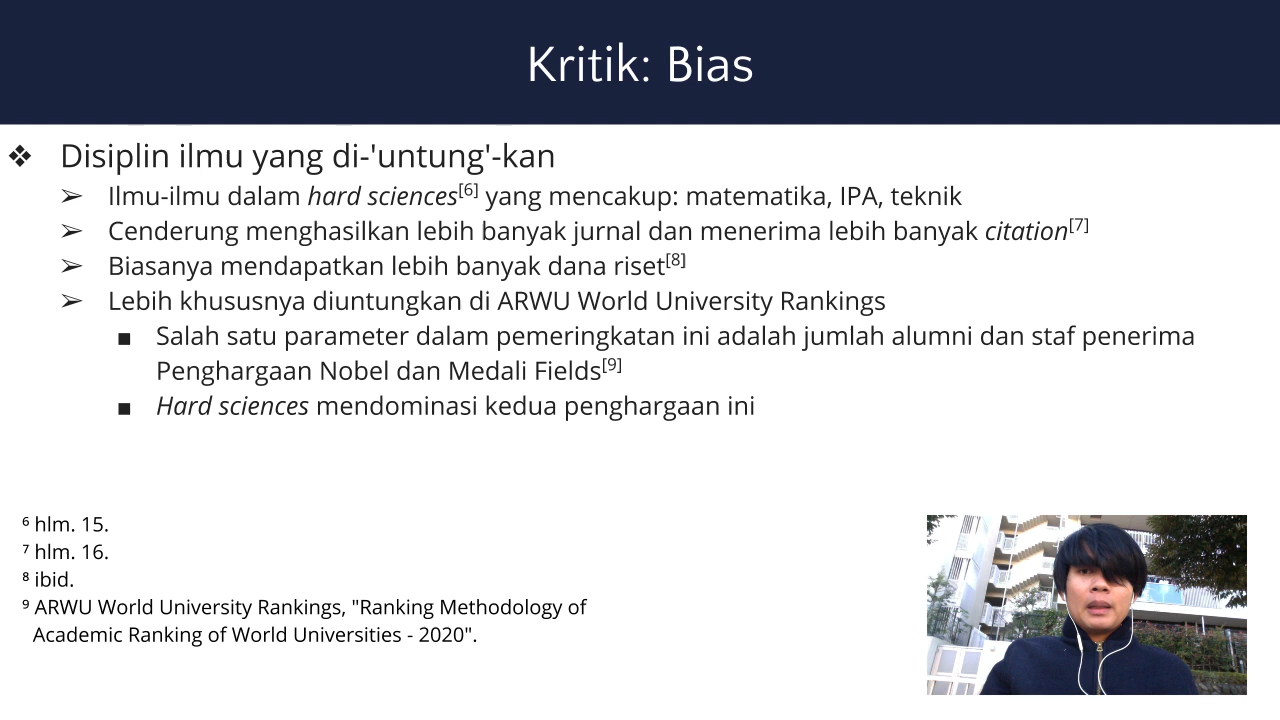 Kritik: Bias
❖ Disiplin ilmu yang di-'untung'-kan
➢ Ilmu-ilmu dalam hard sciences[6] yang mencakup: matematika, IPA, teknik
➢ Cenderung menghasilkan lebih banyak jurnal dan menerima lebih banyak citation[7]
➢ Biasanya mendapatkan lebih banyak dana riset[8]
➢ Lebih khususnya diuntungkan di ARWU World University Rankings
■ Salah satu parameter dalam pemeringkatan ini adalah jumlah alumni dan staf penerima
Penghargaan Nobel dan Medali Fields[9]
■ Hard sciences mendominasi kedua penghargaan ini
⁶ hlm. 15.
⁷ hlm. 16.
⁸ ibid.
⁹ ARWU World University Rankings, "Ranking Methodology of
Academic Ranking of World Universities - 2020".